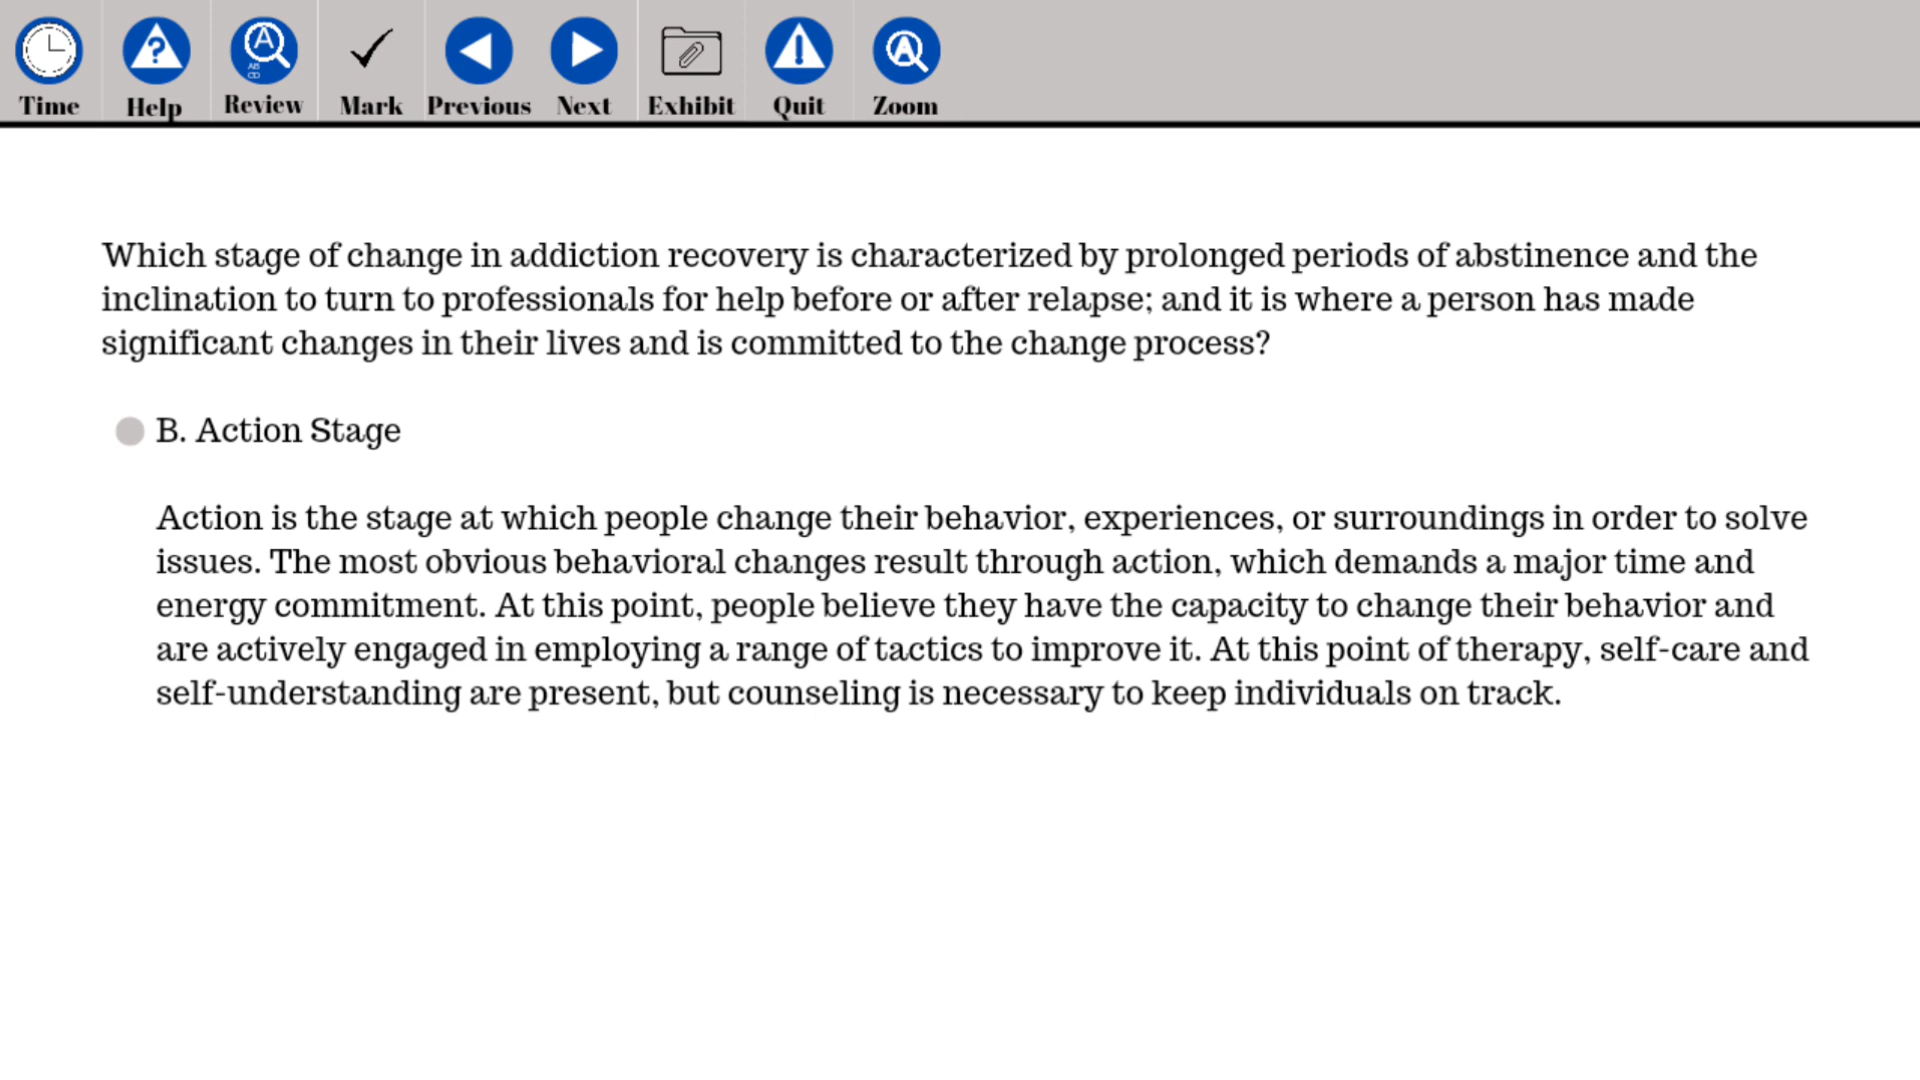 Time Help Review Mark Previous Next Exhibit Quit Zoom
Which stage of change in addiction recovery is characterized by prolonged periods of abstinence and the
inclination to turn to professionals for help before or after relapse; and it is where a person has made
significant changes in their lives and is committed to the change process?
B. Action Stage
Action is the stage at which people change their behavior, experiences, or surroundings in order to solve
issues. The most obvious behavioral changes result through action, which demands a major time and
energy commitment. At this point, people believe they have the capacity to change their behavior and
are actively engaged in employing a range of tactics to improve it. At this point of therapy, self-care and
self-understanding are present, but counseling is necessary to keep individuals on track.